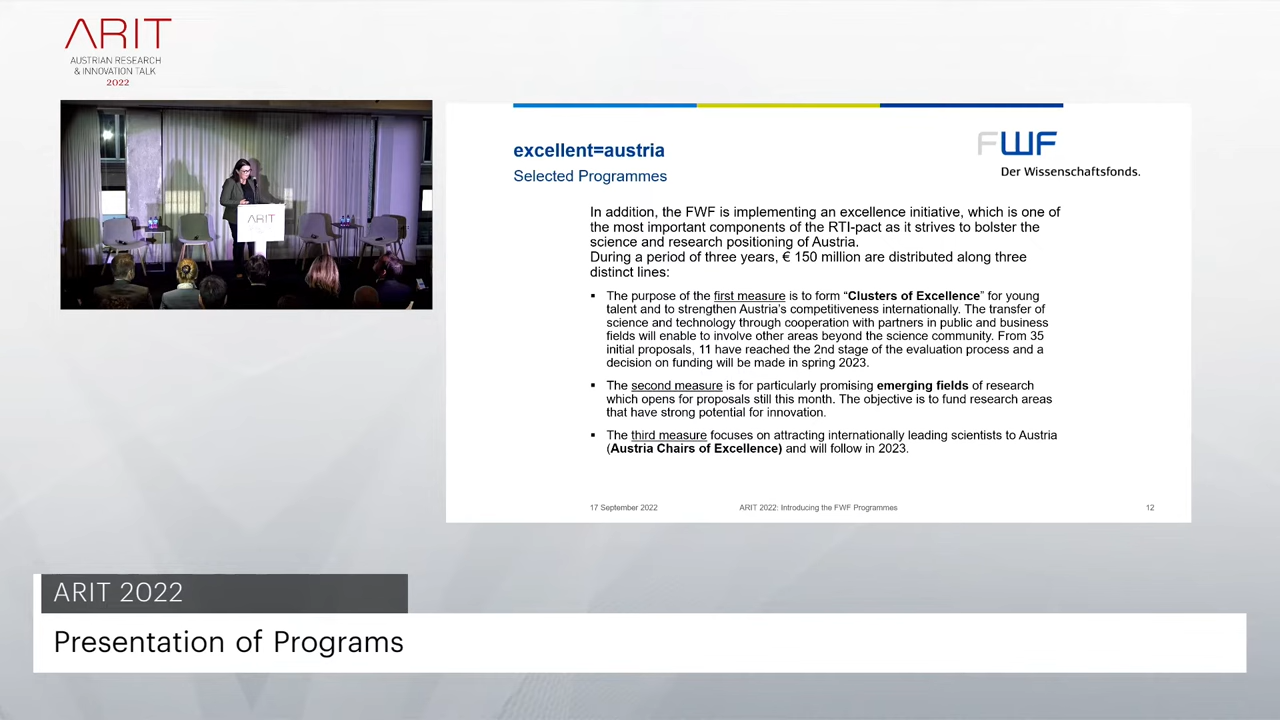 ARIT
AUSTRIAN RESEARCH
& INNOVATION TALK
2022
ARIT
excellent=austria
Selected Programmes
FWF
Der Wissenschaftsfonds.
In addition, the FWF is implementing an excellence initiative, which is one of
the most important components of the RTI-pact as it strives to bolster the
science and research positioning of Austria.
During a period of three years, € 150 million are distributed along three
distinct lines:
▪ The purpose of the first measure is to form “Clusters of Excellence” for young
talent and to strengthen Austria’s competitiveness internationally. The transfer of
science and technology through cooperation with partners in public and business
fields will enable to involve other areas beyond the science community. From 35
initial proposals, 11 have reached the 2nd stage of the evaluation process and a
decision on funding will be made in spring 2023.
▪ The second measure is for particularly promising emerging fields of research
which opens for proposals still this month. The objective is to fund research areas
that have strong potential for innovation.
▪ The third measure focuses on attracting internationally leading scientists to Austria
(Austria Chairs of Excellence) and will follow in 2023.
17 September 2022
ARIT 2022: Introducing the FWF Programmes
12
ARIT 2022
Presentation of Programs